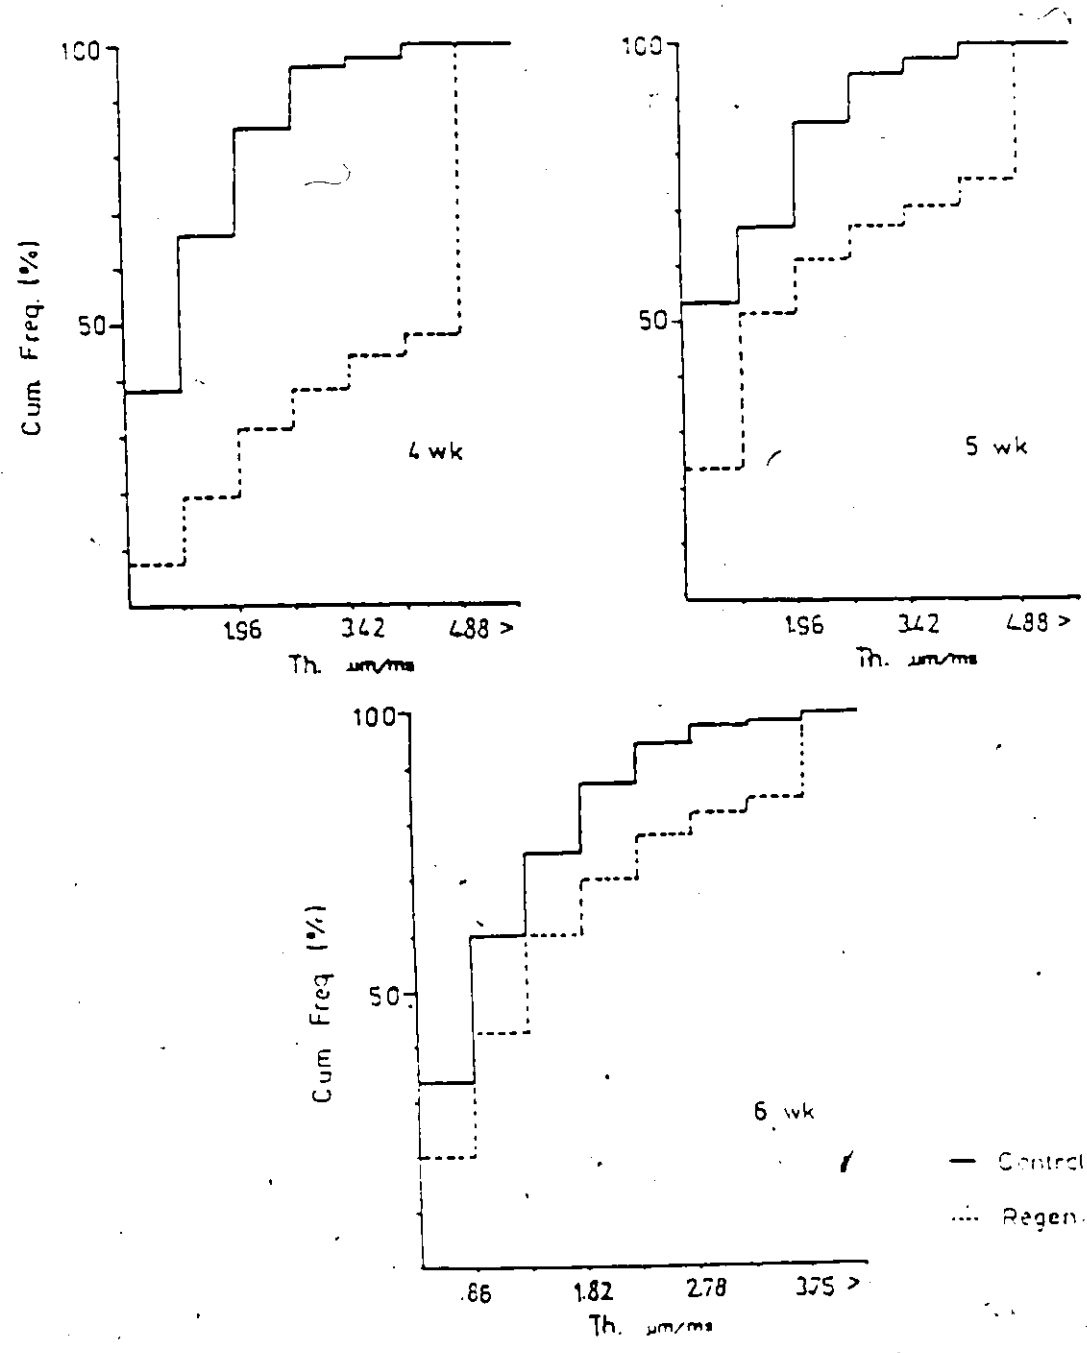 100
50
Cum Freq. (%)
4 wk
1.96 3.42 4.88 >
Th. µm/ms
100
50
5 wk
1.96 3.42 4.88 >
Th. µm/ms
100
50
Cum Freq (%)
6 wk
.86 1.82 2.78 3.75 >
Th. µm/ms
Control
Regen.